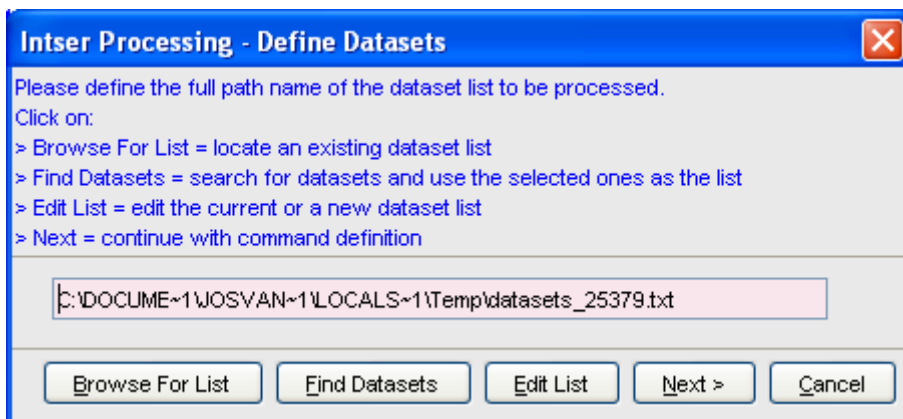 Intser Processing - Define Datasets
Please define the full path name of the dataset list to be processed.
Click on:
> Browse For List = locate an existing dataset list
> Find Datasets = search for datasets and use the selected ones as the list
> Edit List = edit the current or a new dataset list
> Next = continue with command definition
C:\DOCUME~1\JOSVAN~1\LOCALS~1\Temp\datasets_25379.txt
Browse For List Find Datasets Edit List Next > Cancel